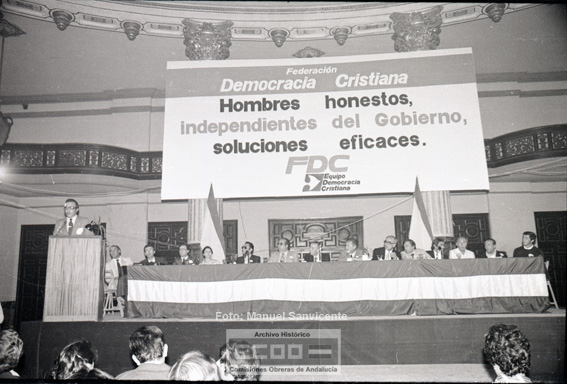 Federación
Democracia Cristiana
Hombres honestos,
independientes del Gobierno,
soluciones eficaces.
FDC
Equipo
Democracia
Cristiana
Foto: Manuel Sanvicente
Archivo Histórico
CCOO
Comisiones Obreras de Andalucía